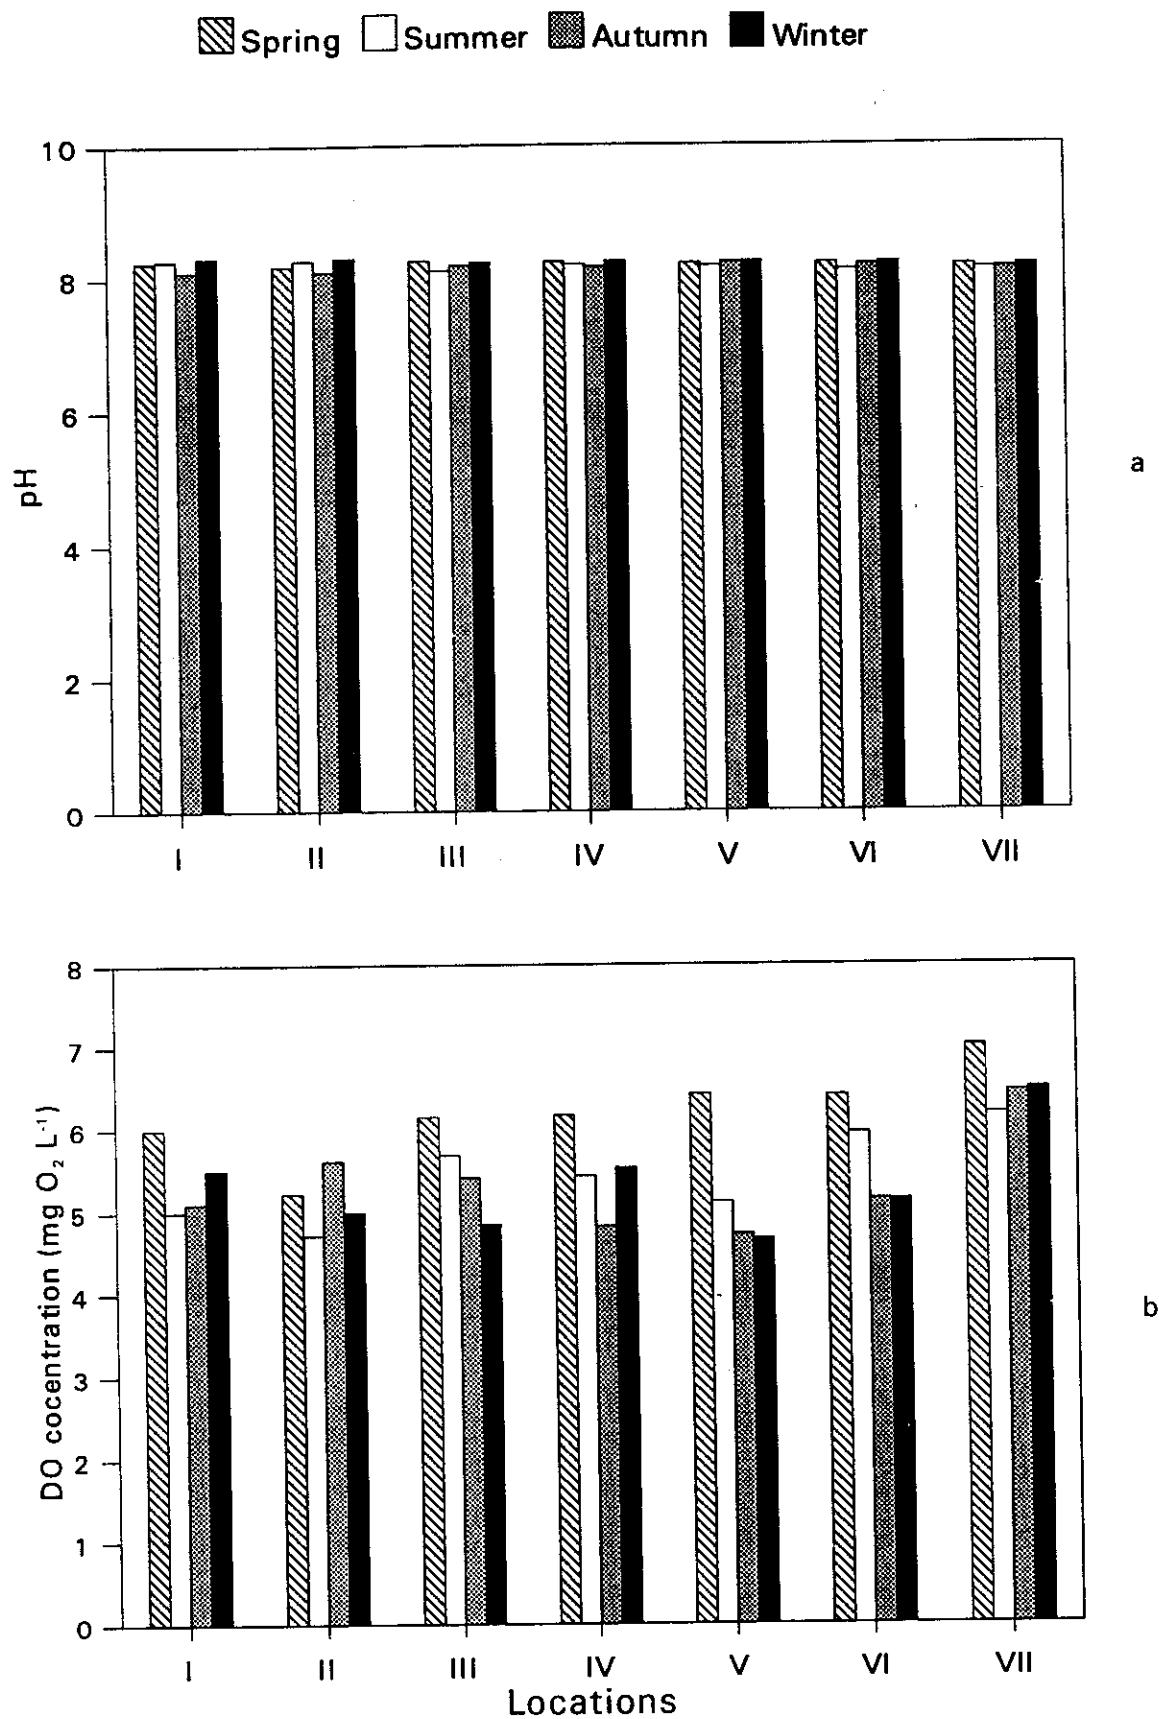 Spring Summer Autumn Winter
10
8
6
4
2
0
pH
I II III IV V VI VII
a
8
7
6
5
4
3
2
1
0
DO cocentration (mg O₂ L⁻¹)
I II III IV V VI VII
Locations
b